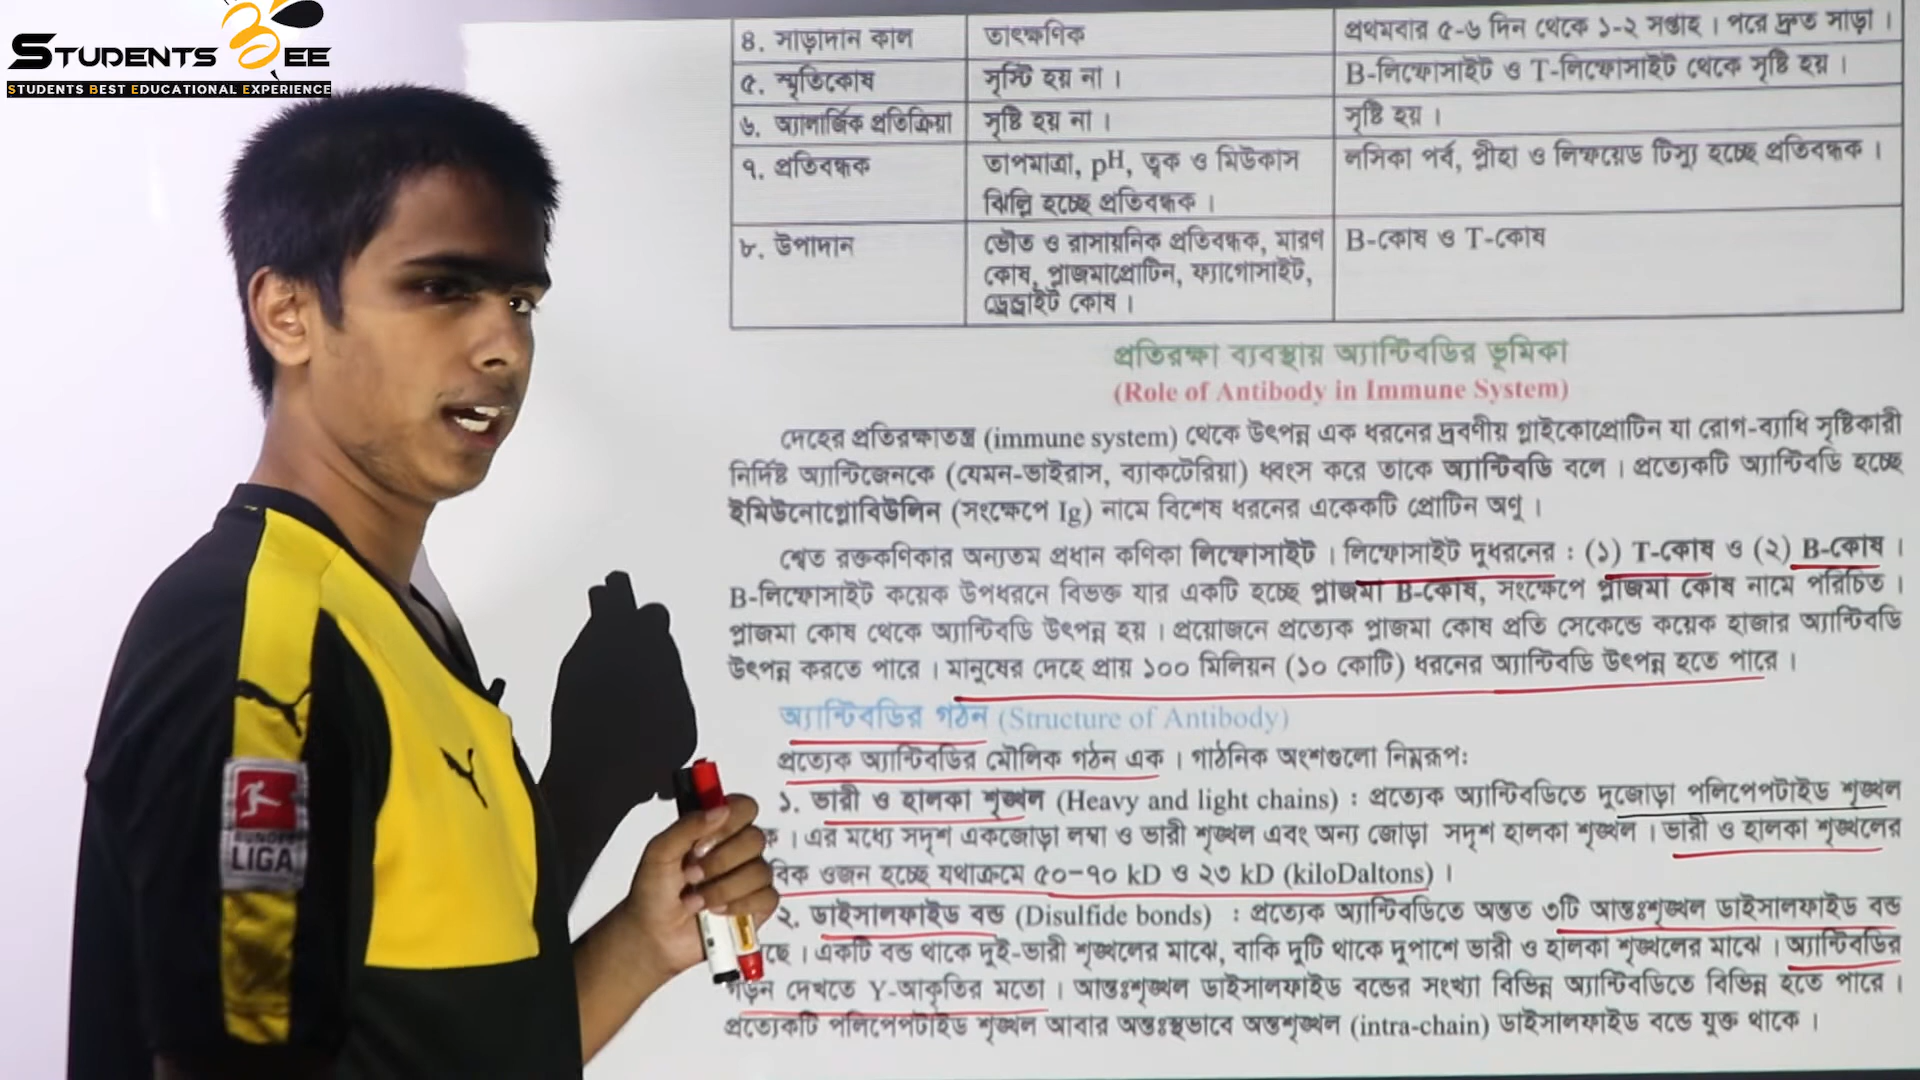 STUDENTS BEE
STUDENTS BEST EDUCATIONAL EXPERIENCE
৪. সাড়াদান কাল তাৎক্ষণিক প্রথমবার ৫-৬ দিন থেকে ১-২ সপ্তাহ। পরে দ্রুত সাড়া।
৫. স্মৃতিকোষ সৃস্টি হয় না। B-লিম্ফোসাইট ও T-লিম্ফোসাইট থেকে সৃষ্টি হয়।
৬. অ্যালার্জিক প্রতিক্রিয়া সৃষ্টি হয় না। সৃষ্টি হয়।
৭. প্রতিবন্ধক তাপমাত্রা, pH, ত্বক ও মিউকাস লসিকা পর্ব, প্লীহা ও লিম্ফয়েড টিস্যু হচ্ছে প্রতিবন্ধক।
ঝিল্লি হচ্ছে প্রতিবন্ধক।
৮. উপাদান ভৌত ও রাসায়নিক প্রতিবন্ধক, মারণ B-কোষ ও T-কোষ
কোষ, প্লাজমাপ্রোটিন, ফ্যাগোসাইট,
ড্রেন্ড্রাইট কোষ।
প্রতিরক্ষা ব্যবস্থায় অ্যান্টিবডির ভূমিকা
(Role of Antibody in Immune System)
দেহের প্রতিরক্ষাতন্ত্র (immune system) থেকে উৎপন্ন এক ধরনের দ্রবণীয় গ্লাইকোপ্রোটিন যা রোগ-ব্যাধি সৃষ্টিকারী
নির্দিষ্ট অ্যান্টিজেনকে (যেমন-ভাইরাস, ব্যাকটেরিয়া) ধ্বংস করে তাকে অ্যান্টিবডি বলে। প্রত্যেকটি অ্যান্টিবডি হচ্ছে
ইমিউনোগ্লোবিউলিন (সংক্ষেপে Ig) নামে বিশেষ ধরনের একেকটি প্রোটিন অণু।
শ্বেত রক্তকণিকার অন্যতম প্রধান কণিকা লিম্ফোসাইট। লিম্ফোসাইট দুধরনের : (১) T-কোষ ও (২) B-কোষ।
B-লিম্ফোসাইট কয়েক উপধরনে বিভক্ত যার একটি হচ্ছে প্লাজমা B-কোষ, সংক্ষেপে প্লাজমা কোষ নামে পরিচিত।
প্লাজমা কোষ থেকে অ্যান্টিবডি উৎপন্ন হয়। প্রয়োজনে প্রত্যেক প্লাজমা কোষ প্রতি সেকেন্ডে কয়েক হাজার অ্যান্টিবডি
উৎপন্ন করতে পারে। মানুষের দেহে প্রায় ১০০ মিলিয়ন (১০ কোটি) ধরনের অ্যান্টিবডি উৎপন্ন হতে পারে।
অ্যান্টিবডির গঠন (Structure of Antibody)
প্রত্যেক অ্যান্টিবডির মৌলিক গঠন এক। গাঠনিক অংশগুলো নিম্নরূপঃ
১. ভারী ও হালকা শৃঙ্খল (Heavy and light chains) : প্রত্যেক অ্যান্টিবডিতে দুজোড়া পলিপেপটাইড শৃঙ্খল
ক। এর মধ্যে সদৃশ একজোড়া লম্বা ও ভারী শৃঙ্খল এবং অন্য জোড়া সদৃশ হালকা শৃঙ্খল। ভারী ও হালকা শৃঙ্খলের
বিক ওজন হচ্ছে যথাক্রমে ৫০–৭০ kD ও ২৩ kD (kiloDaltons)।
২. ডাইসালফাইড বন্ড (Disulfide bonds) : প্রত্যেক অ্যান্টিবডিতে অন্তত ৩টি আন্তঃশৃঙ্খল ডাইসালফাইড বন্ড
ছে। একটি বন্ড থাকে দুই-ভারী শৃঙ্খলের মাঝে, বাকি দুটি থাকে দুপাশে ভারী ও হালকা শৃঙ্খলের মাঝে। অ্যান্টিবডির
গড়ন দেখতে Y-আকৃতির মতো। আন্তঃশৃঙ্খল ডাইসালফাইড বন্ডের সংখ্যা বিভিন্ন অ্যান্টিবডিতে বিভিন্ন হতে পারে।
প্রত্যেকটি পলিপেপটাইড শৃঙ্খল আবার অন্তঃস্থভাবে অন্তশৃঙ্খল (intra-chain) ডাইসালফাইড বন্ডে যুক্ত থাকে।
LIGA